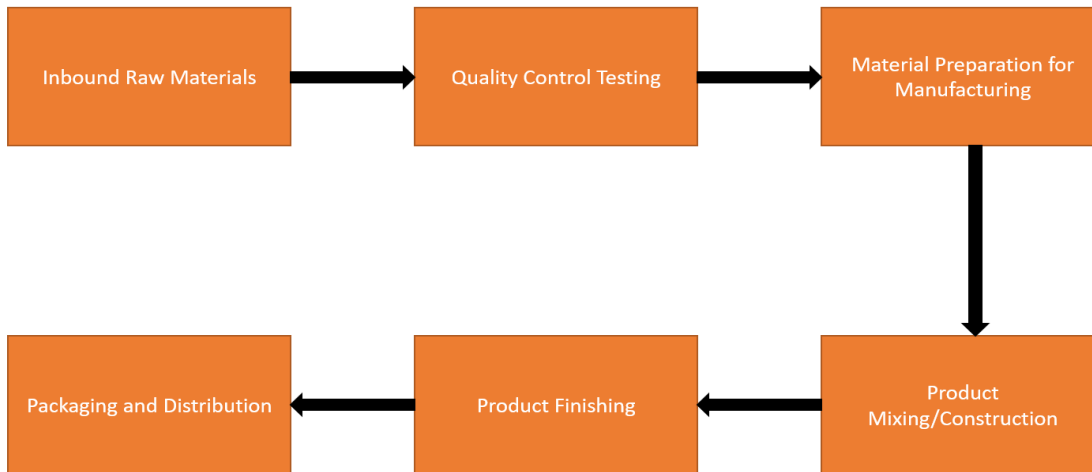 Inbound Raw Materials
Quality Control Testing
Material Preparation for
Manufacturing
Product
Mixing/Construction
Product Finishing
Packaging and Distribution